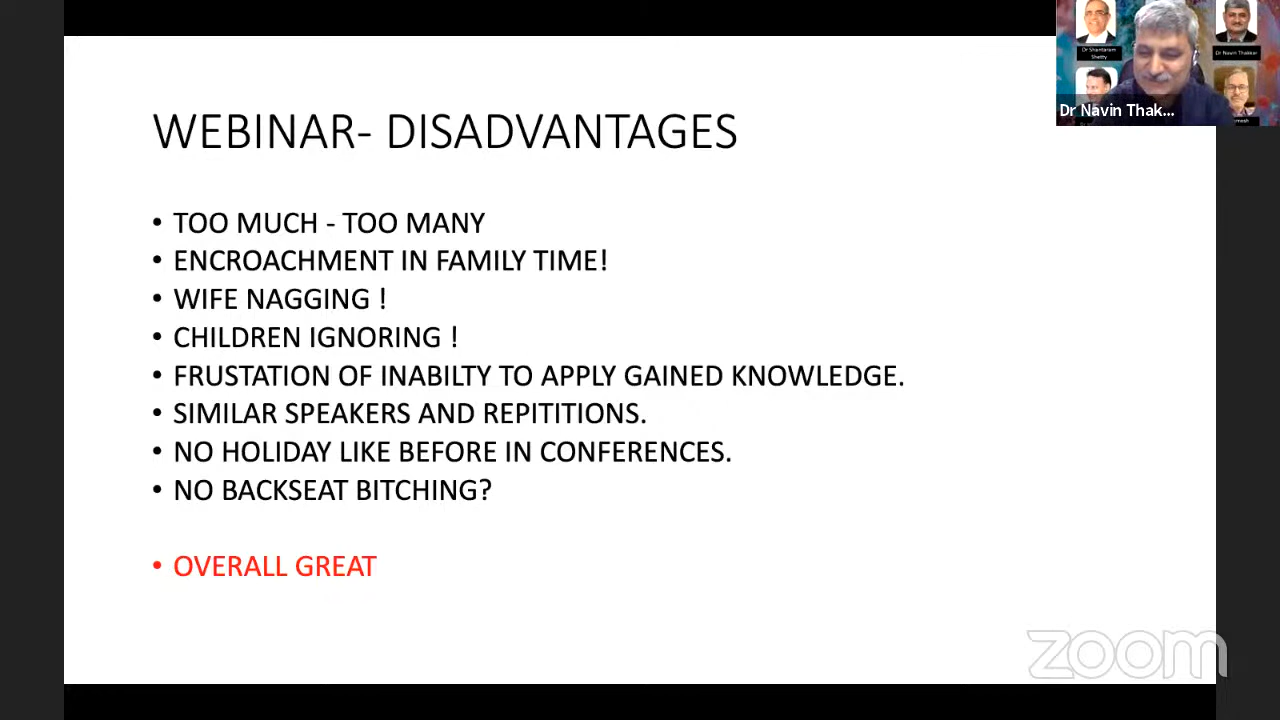 WEBINAR- DISADVANTAGES
• TOO MUCH - TOO MANY
• ENCROACHMENT IN FAMILY TIME!
• WIFE NAGGING !
• CHILDREN IGNORING !
• FRUSTATION OF INABILTY TO APPLY GAINED KNOWLEDGE.
• SIMILAR SPEAKERS AND REPITITIONS.
• NO HOLIDAY LIKE BEFORE IN CONFERENCES.
• NO BACKSEAT BITCHING?
• OVERALL GREAT
Dr Shantaram
Shetty
Dr Navin Thakkar
Dr Navin Thak...
zoom